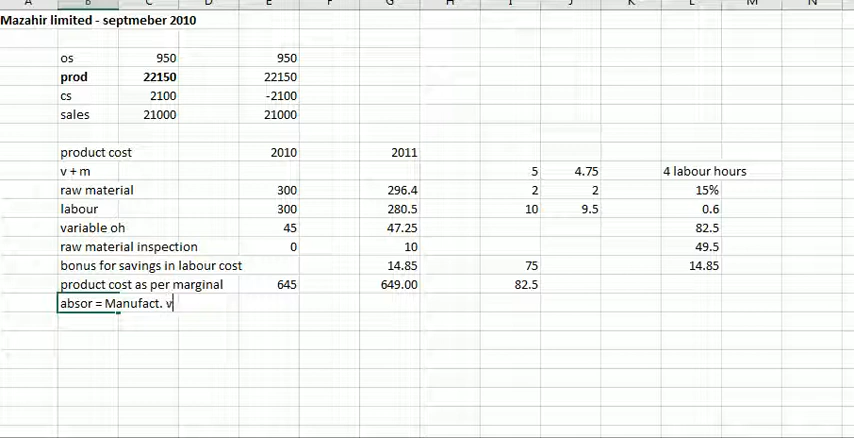 A B C D E F G H I J K L M N
Mazahir limited - septmeber 2010
os 950 950
prod 22150 22150
cs 2100 -2100
sales 21000 21000
product cost 2010 2011
v + m 5 4.75 4 labour hours
raw material 300 296.4 2 2 15%
labour 300 280.5 10 9.5 0.6
variable oh 45 47.25 82.5
raw material inspection 0 10 49.5
bonus for savings in labour cost 14.85 75 14.85
product cost as per marginal 645 649.00 82.5
absor = Manufact. v